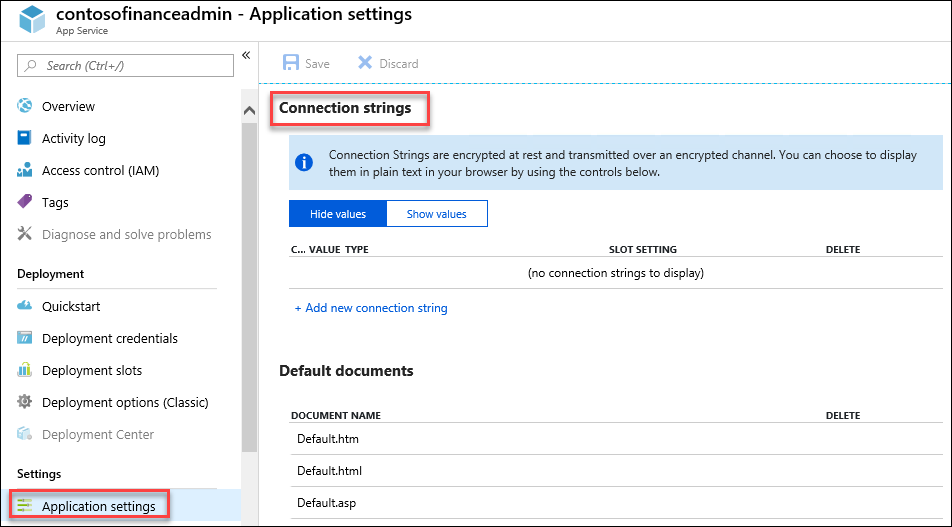 contosofinanceadmin - Application settings
App Service
Search (Ctrl+/)
«
Overview
Activity log
Access control (IAM)
Tags
Diagnose and solve problems
Deployment
Quickstart
Deployment credentials
Deployment slots
Deployment options (Classic)
Deployment Center
Settings
Application settings
Save Discard
Connection strings
Connection Strings are encrypted at rest and transmitted over an encrypted channel. You can choose to display
them in plain text in your browser by using the controls below.
Hide values Show values
C... VALUE TYPE SLOT SETTING DELETE
(no connection strings to display)
+ Add new connection string
Default documents
DOCUMENT NAME DELETE
Default.htm
Default.html
Default.asp